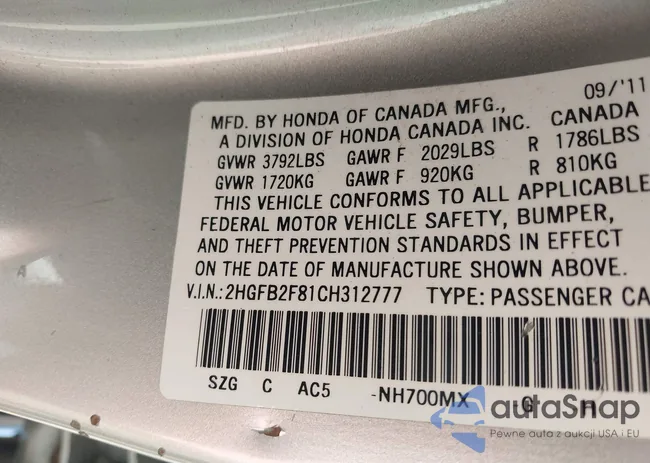 09/'11
MFD. BY HONDA OF CANADA MFG.,
A DIVISION OF HONDA CANADA INC. CANADA
GVWR 3792LBS GAWR F 2029LBS R 1786LBS
GVWR 1720KG GAWR F 920KG R 810KG
THIS VEHICLE CONFORMS TO ALL APPLICABLE
FEDERAL MOTOR VEHICLE SAFETY, BUMPER,
AND THEFT PREVENTION STANDARDS IN EFFECT
ON THE DATE OF MANUFACTURE SHOWN ABOVE.
V.I.N.:2HGFB2F81CH312777 TYPE: PASSENGER CA
SZG C AC5 -NH700MX G H
autaSnap
Pewne auta z aukcji USA i EU